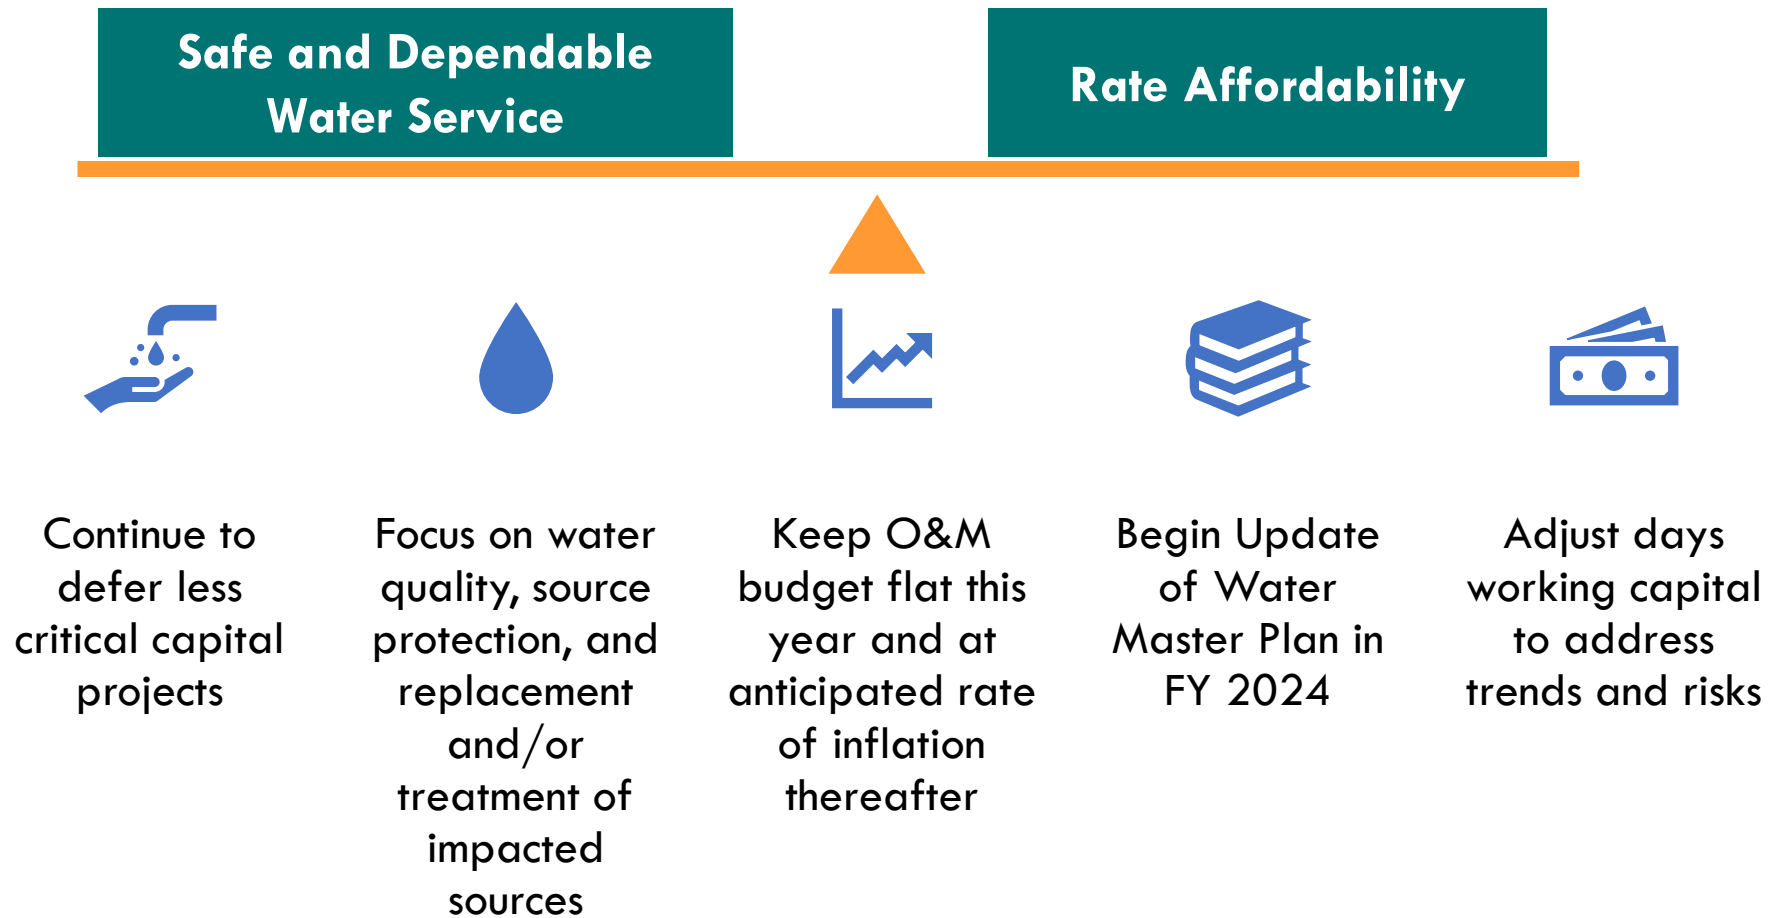 Safe and Dependable
Water Service
Rate Affordability
Continue to
defer less
critical capital
projects
Focus on water
quality, source
protection, and
replacement
and/or
treatment of
impacted
sources
Keep O&M
budget flat this
year and at
anticipated rate
of inflation
thereafter
Begin Update
of Water
Master Plan in
FY 2024
Adjust days
working capital
to address
trends and risks